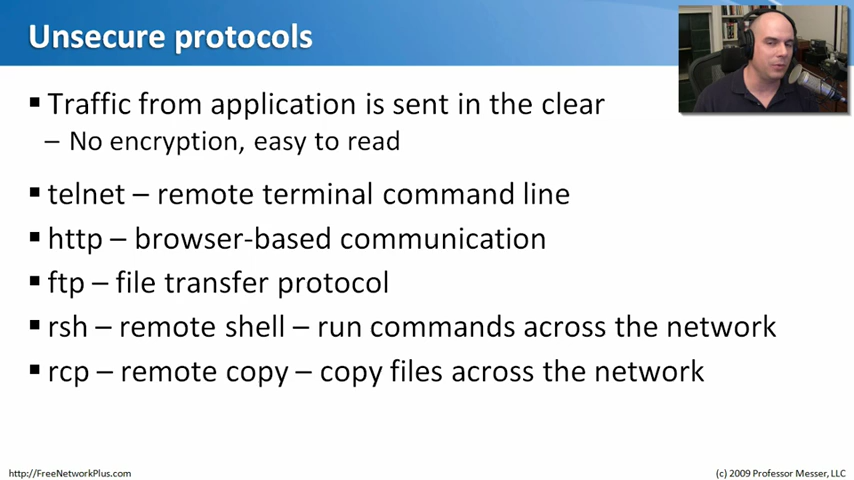 Unsecure protocols
▪ Traffic from application is sent in the clear
– No encryption, easy to read
▪ telnet – remote terminal command line
▪ http – browser-based communication
▪ ftp – file transfer protocol
▪ rsh – remote shell – run commands across the network
▪ rcp – remote copy – copy files across the network
http://FreeNetworkPlus.com
(c) 2009 Professor Messer, LLC